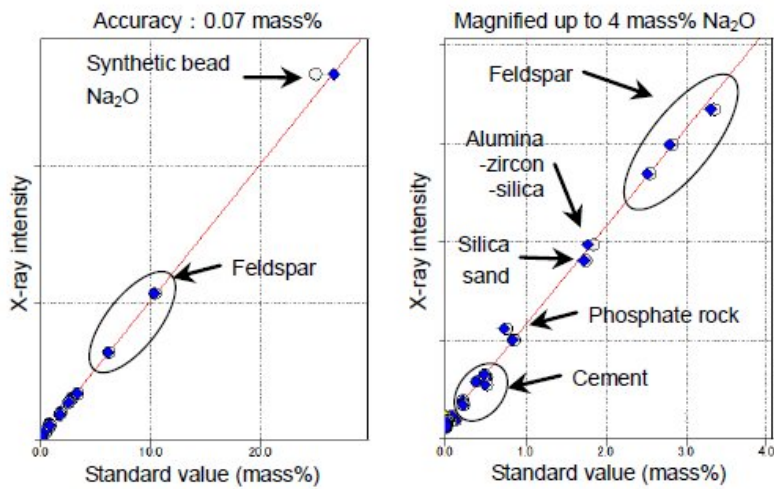 Accuracy : 0.07 mass%
Synthetic bead
Na₂O
Feldspar
X-ray intensity
0.0 10.0 20.0
Standard value (mass%)
Magnified up to 4 mass% Na₂O
Feldspar
Alumina
-zircon
-silica
Silica
sand
Phosphate rock
Cement
X-ray intensity
0.0 1.0 2.0 3.0 4.0
Standard value (mass%)